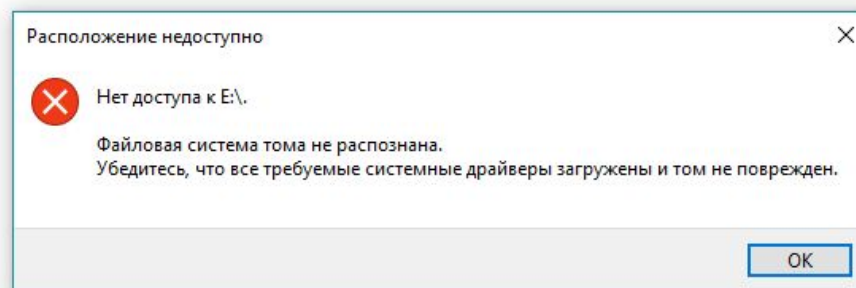 Расположение недоступно
Нет доступа к E:\.
Файловая система тома не распознана.
Убедитесь, что все требуемые системные драйверы загружены и том не поврежден.
ОК